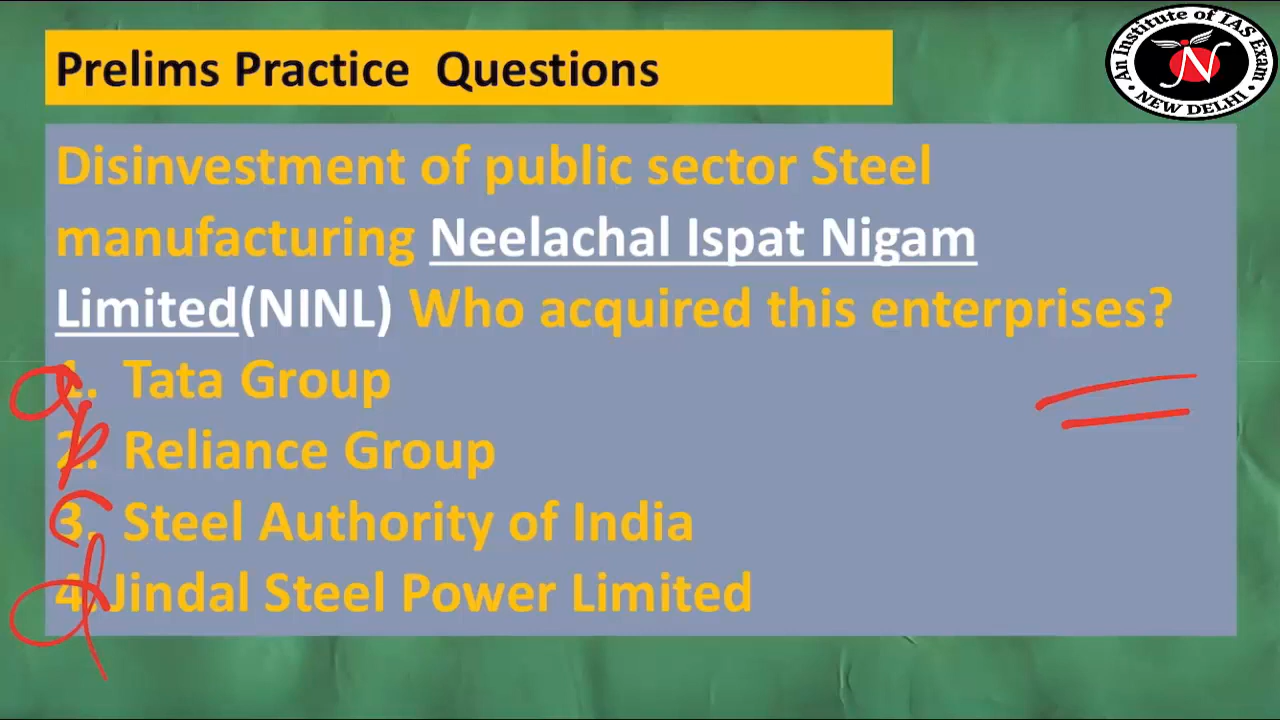 Prelims Practice Questions
An Institute of IAS Exam
N
NEW DELHI
Disinvestment of public sector Steel
manufacturing Neelachal Ispat Nigam
Limited(NINL) Who acquired this enterprises?
1. Tata Group
a
2. Reliance Group
b
3. Steel Authority of India
c
4. Jindal Steel Power Limited
d